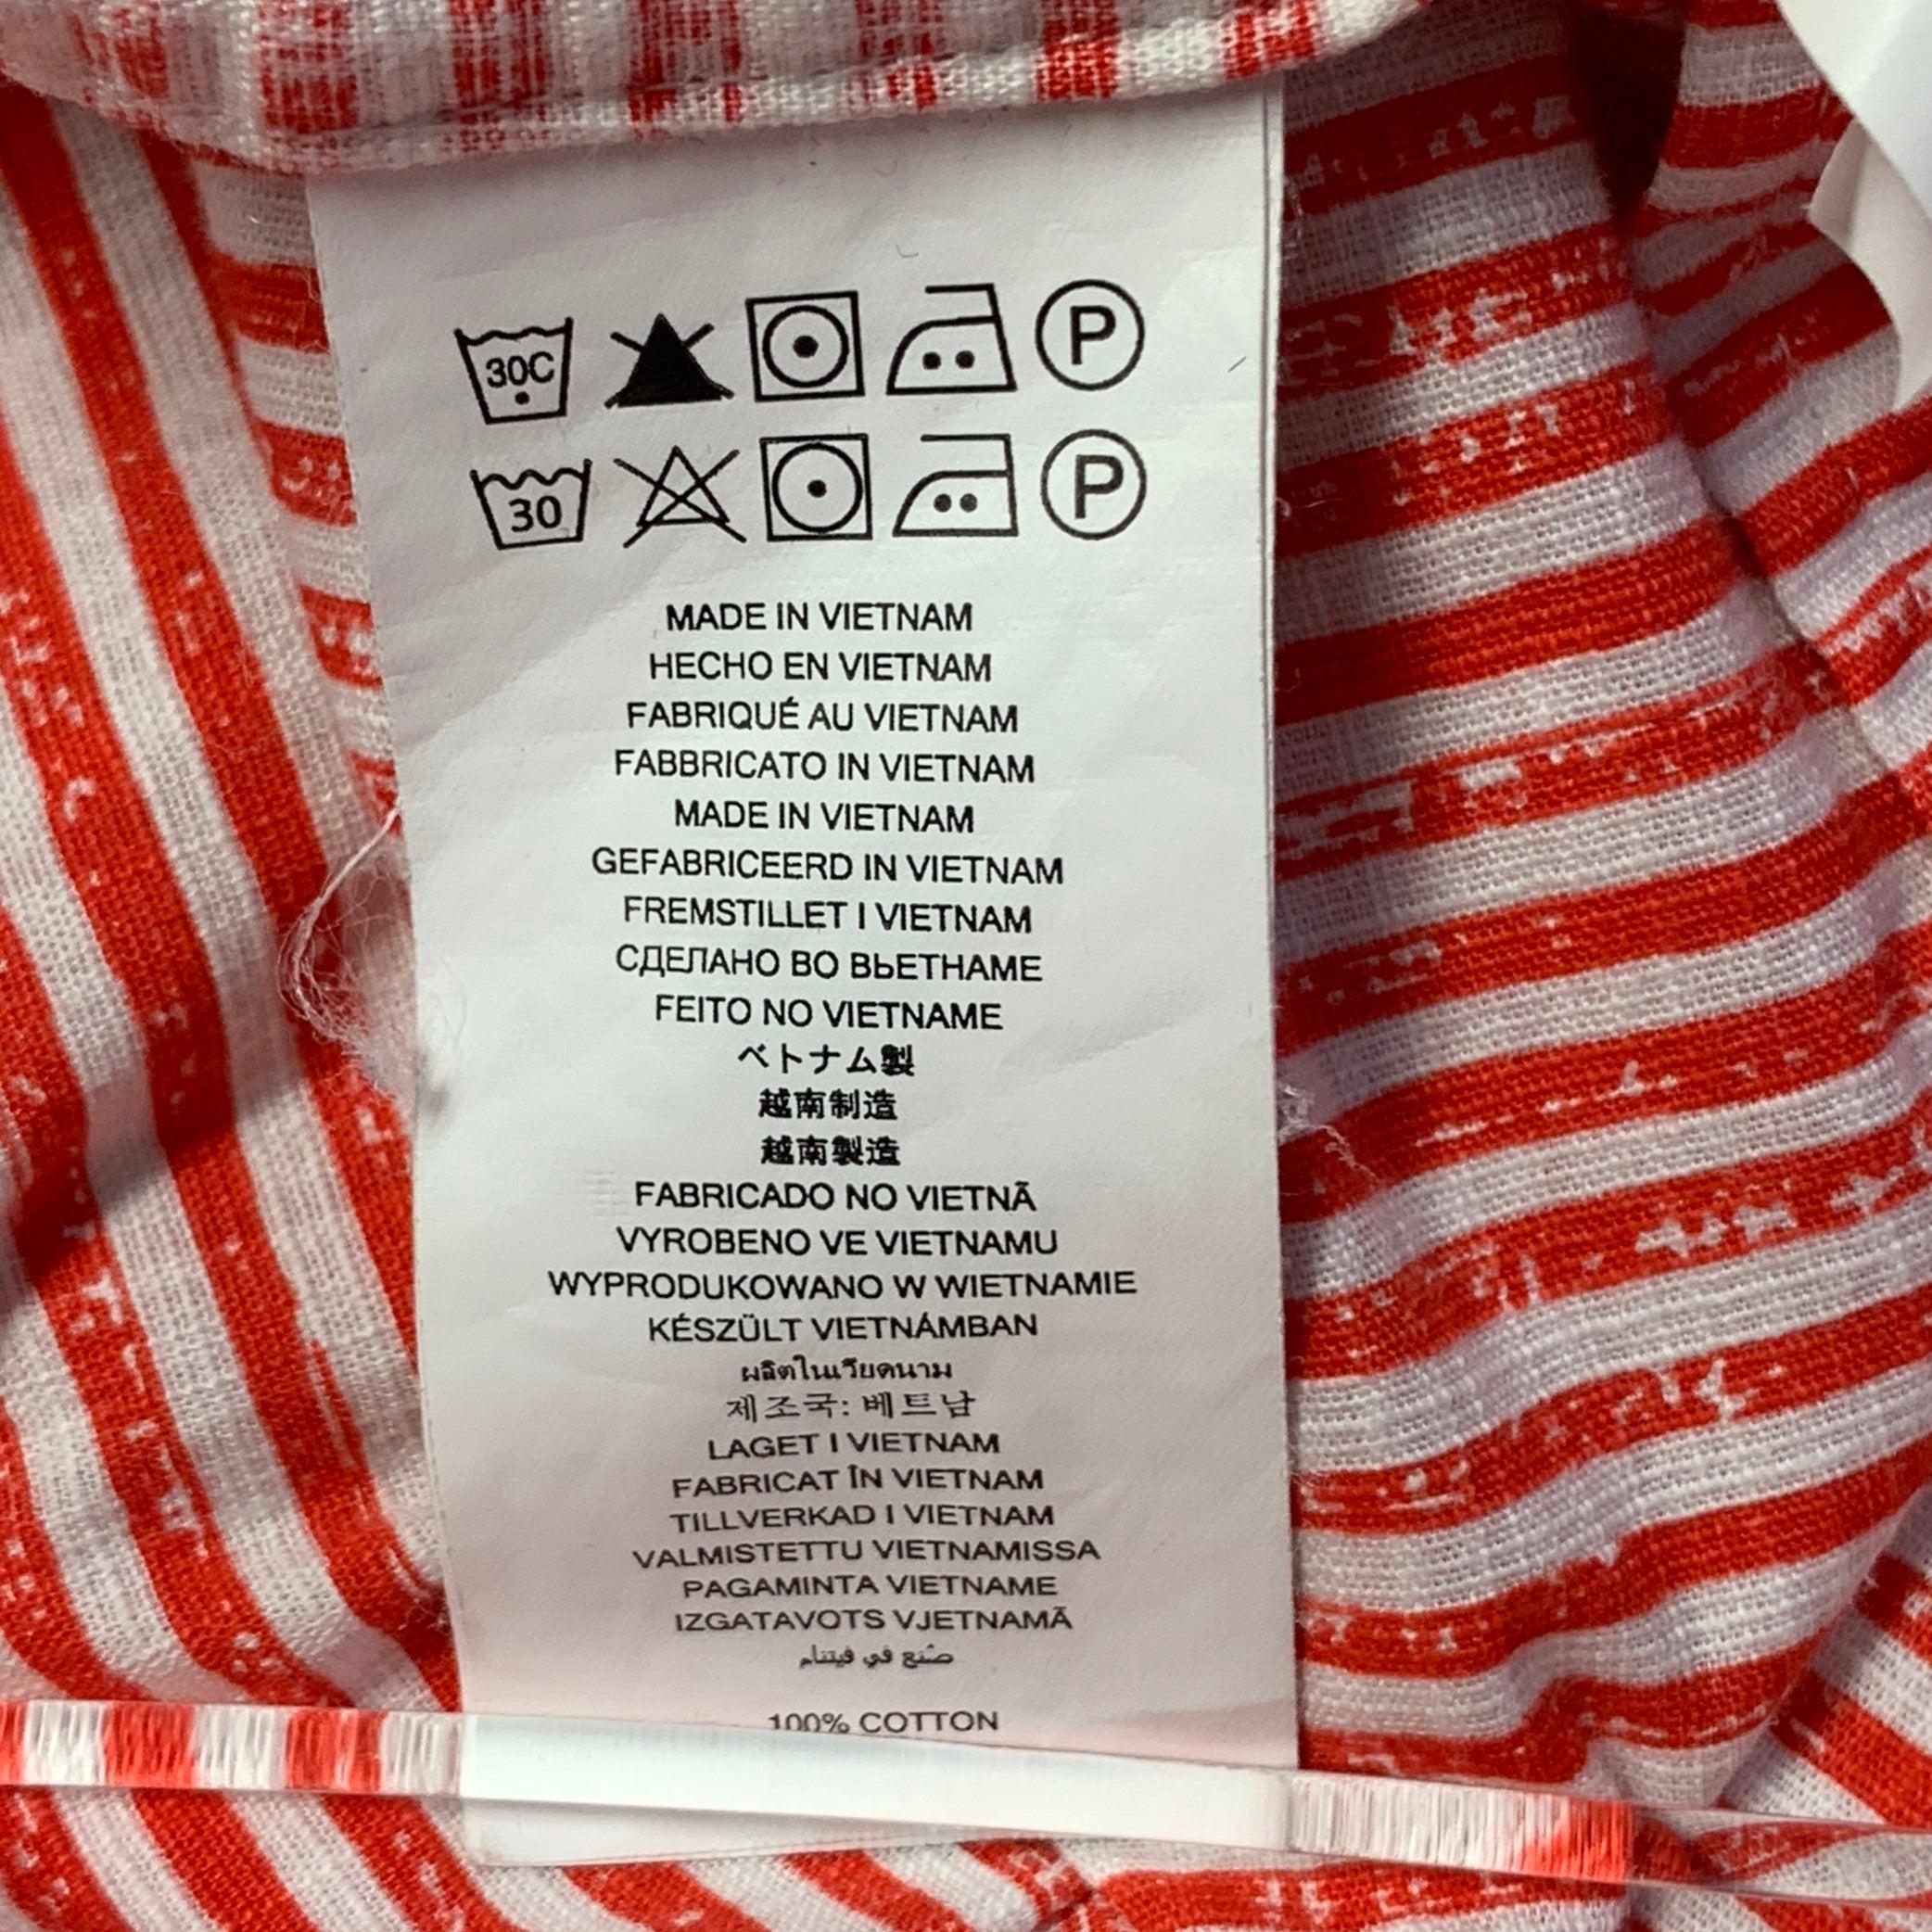 30C P
30 P
MADE IN VIETNAM
HECHO EN VIETNAM
FABRIQUÉ AU VIETNAM
FABBRICATO IN VIETNAM
MADE IN VIETNAM
GEFABRICEERD IN VIETNAM
FREMSTILLET I VIETNAM
СДЕЛАНО ВО ВЬЕТНАМЕ
FEITO NO VIETNAME
ベトナム製
越南制造
越南製造
FABRICADO NO VIETNÃ
VYROBENO VE VIETNAMU
WYPRODUKOWANO W WIETNAMIE
KÉSZÜLT VIETNÁMBAN
ผลิตในเวียดนาม
제조국: 베트남
LAGET I VIETNAM
FABRICAT ÎN VIETNAM
TILLVERKAD I VIETNAM
VALMISTETTU VIETNAMISSA
PAGAMINTA VIETNAME
IZGATAVOTS VJETNAMĀ
صُنع في فيتنام
100% COTTON